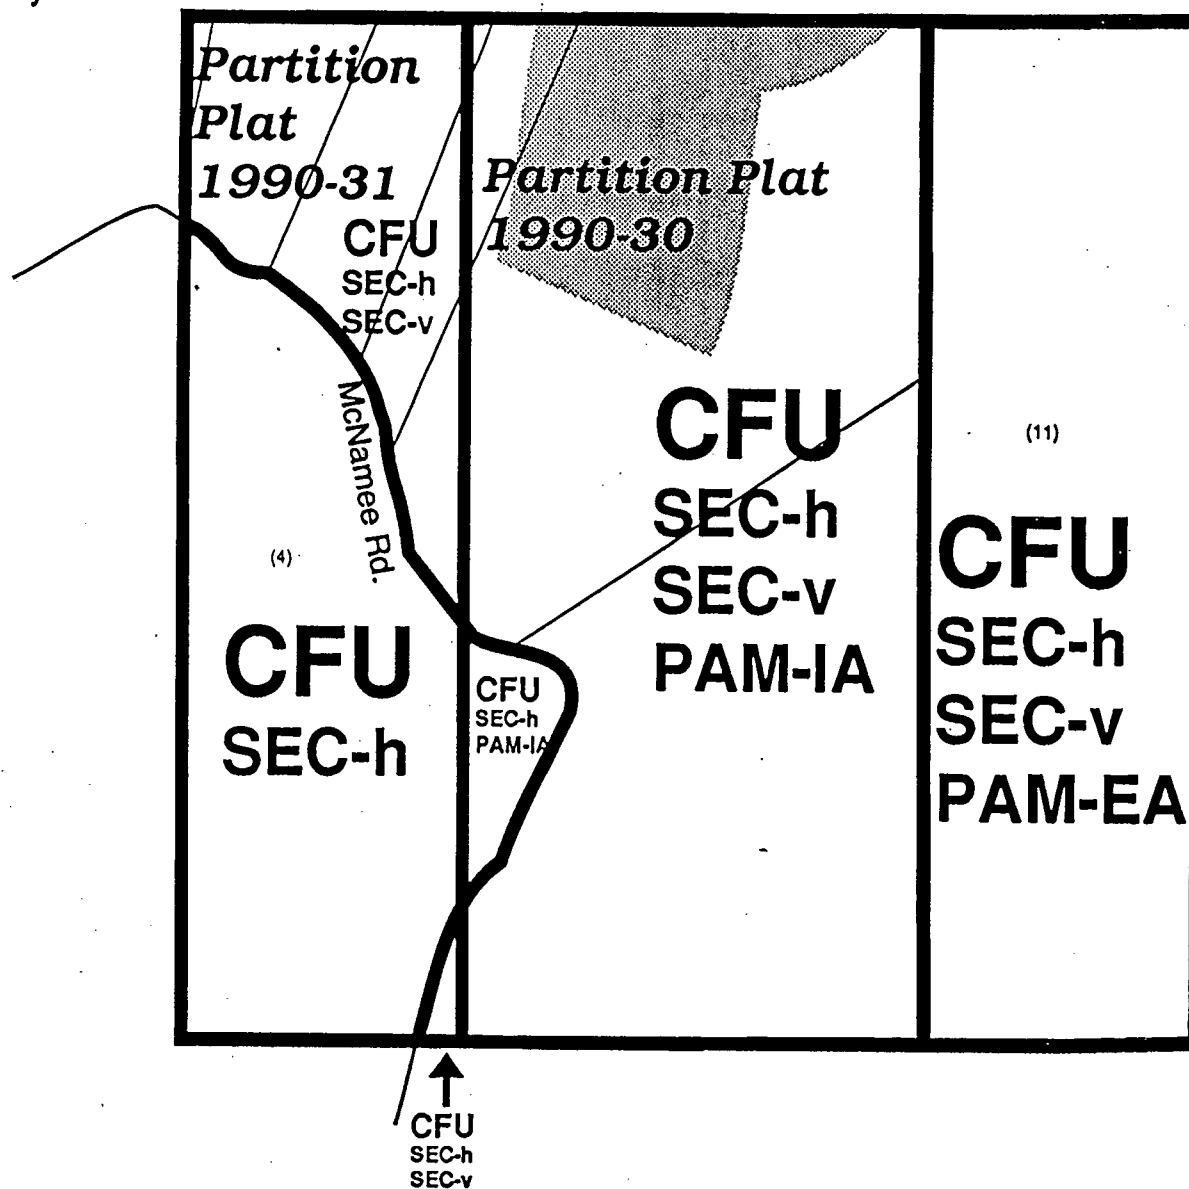 Partition
Plat
1990-31
Partition Plat
1990-30
CFU
SEC-h
SEC-v
McNamee Rd.
CFU
SEC-h
SEC-v
PAM-IA
(11)
CFU
SEC-h
SEC-v
PAM-EA
(4)
CFU
SEC-h
CFU
SEC-h
PAM-IA
CFU
SEC-h
SEC-v